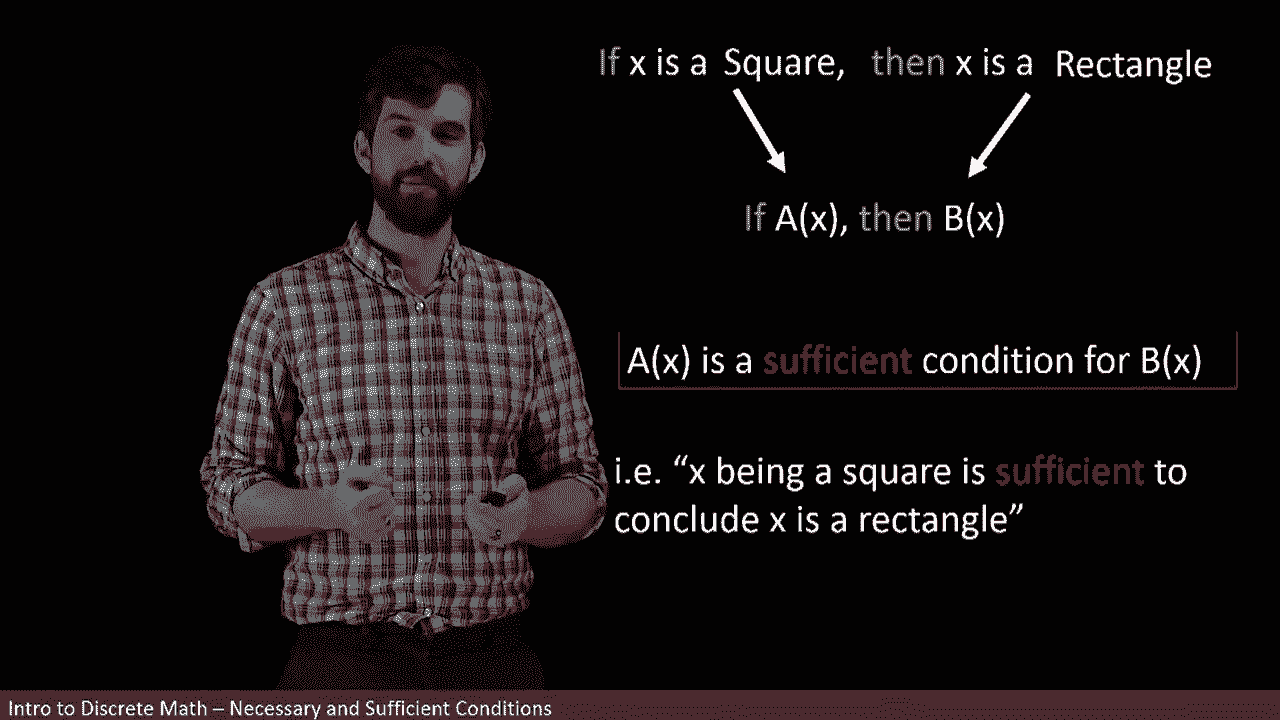 If x is a Square, then x is a Rectangle
If A(x), then B(x)
A(x) is a sufficient condition for B(x)
i.e. “x being a square is sufficient to
conclude x is a rectangle”
Intro to Discrete Math – Necessary and Sufficient Conditions